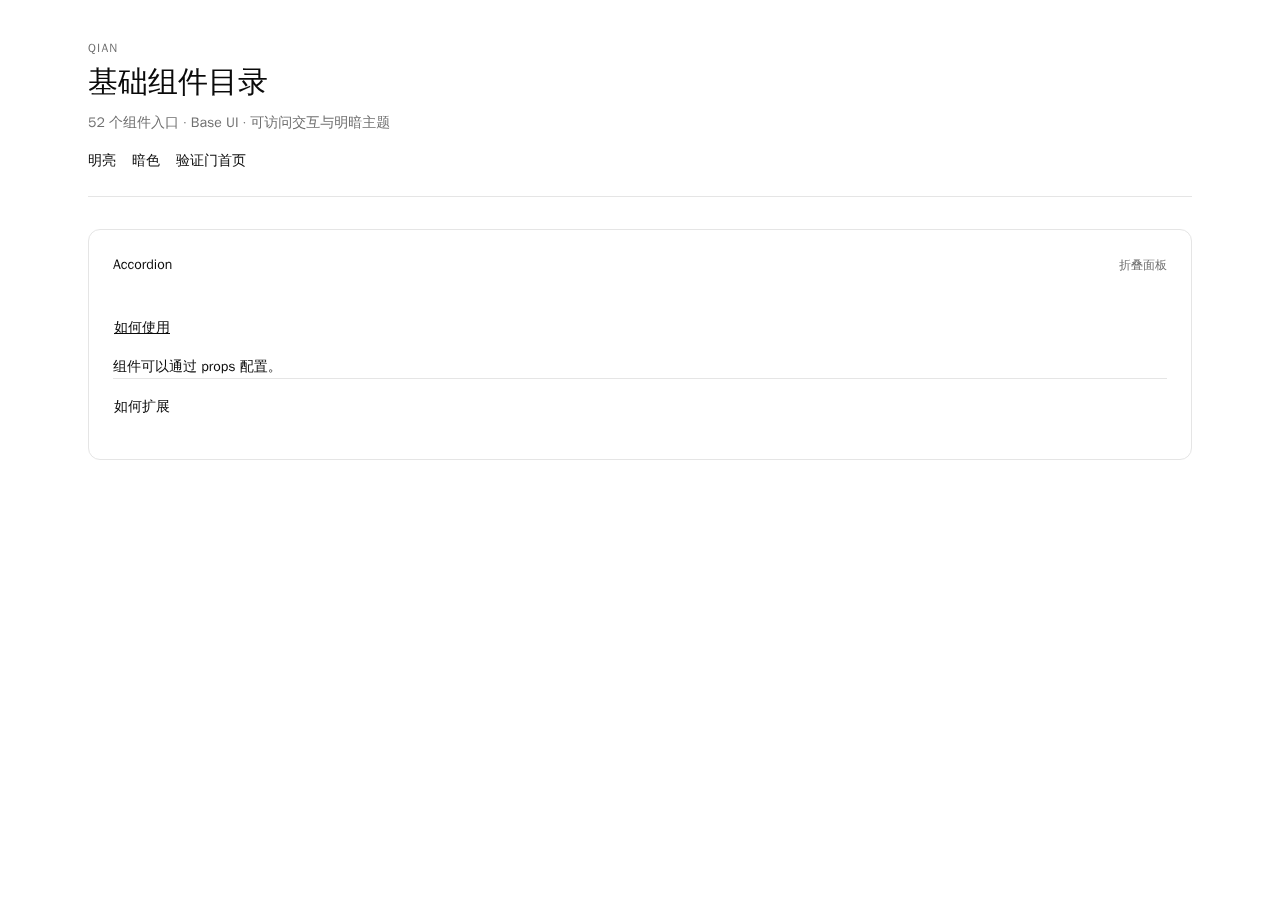 QIAN
基础组件目录
52 个组件入口 · Base UI · 可访问交互与明暗主题
明亮 暗色 验证门首页
Accordion 折叠面板
如何使用
组件可以通过 props 配置。
如何扩展